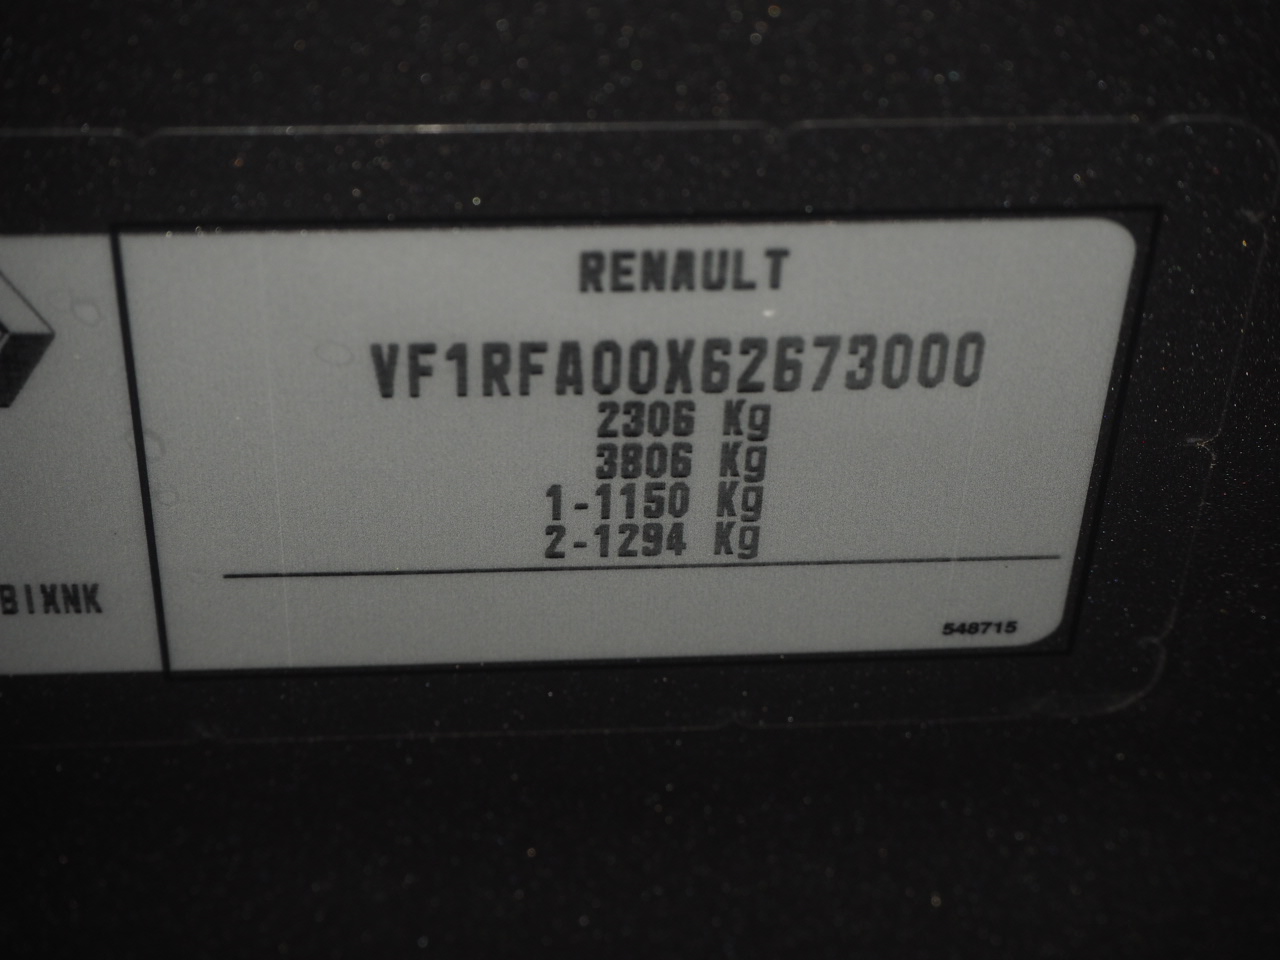 RENAULT
VF1RFA00X62673000
2306 Kg
3806 Kg
1-1150 Kg
2-1294 Kg
BIXNK
548715